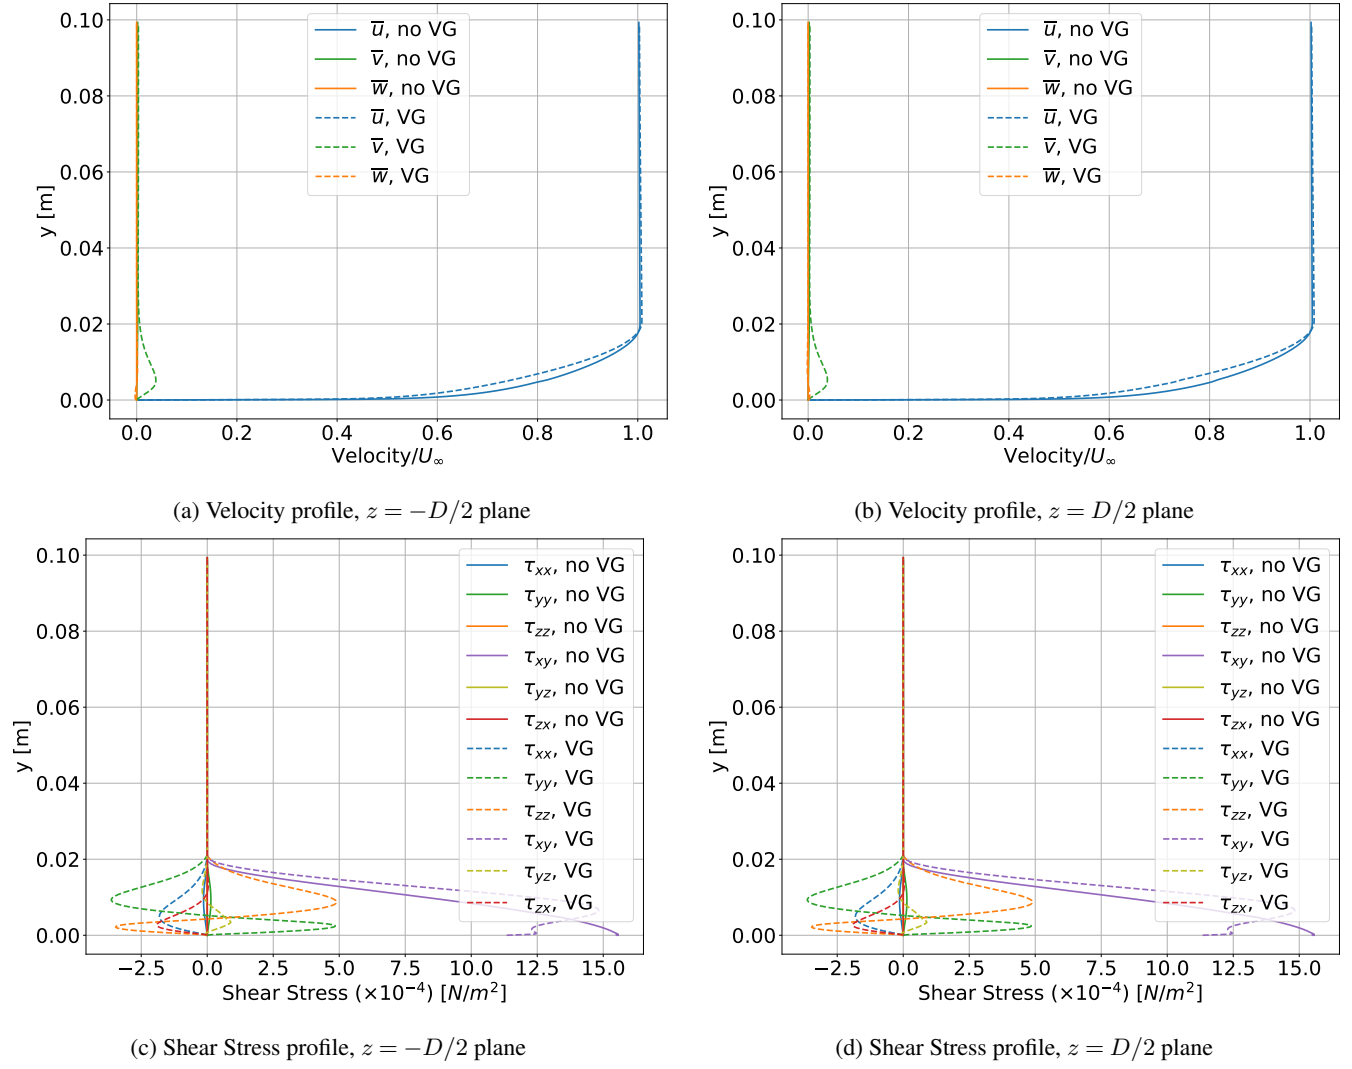 0.10
0.08
0.06
0.04
0.02
0.00
y [m]
0.0 0.2 0.4 0.6 0.8 1.0
Velocity/U∞
u̅, no VG
v̅, no VG
w̅, no VG
u̅, VG
v̅, VG
w̅, VG
(a) Velocity profile, z = −D/2 plane
0.10
0.08
0.06
0.04
0.02
0.00
y [m]
0.0 0.2 0.4 0.6 0.8 1.0
Velocity/U∞
u̅, no VG
v̅, no VG
w̅, no VG
u̅, VG
v̅, VG
w̅, VG
(b) Velocity profile, z = D/2 plane
0.10
0.08
0.06
0.04
0.02
0.00
y [m]
−2.5 0.0 2.5 5.0 7.5 10.0 12.5 15.0
Shear Stress (×10⁻⁴) [N/m²]
τxx, no VG
τyy, no VG
τzz, no VG
τxy, no VG
τyz, no VG
τzx, no VG
τxx, VG
τyy, VG
τzz, VG
τxy, VG
τyz, VG
τzx, VG
(c) Shear Stress profile, z = −D/2 plane
0.10
0.08
0.06
0.04
0.02
0.00
y [m]
−2.5 0.0 2.5 5.0 7.5 10.0 12.5 15.0
Shear Stress (×10⁻⁴) [N/m²]
τxx, no VG
τyy, no VG
τzz, no VG
τxy, no VG
τyz, no VG
τzx, no VG
τxx, VG
τyy, VG
τzz, VG
τxy, VG
τyz, VG
τzx, VG
(d) Shear Stress profile, z = D/2 plane